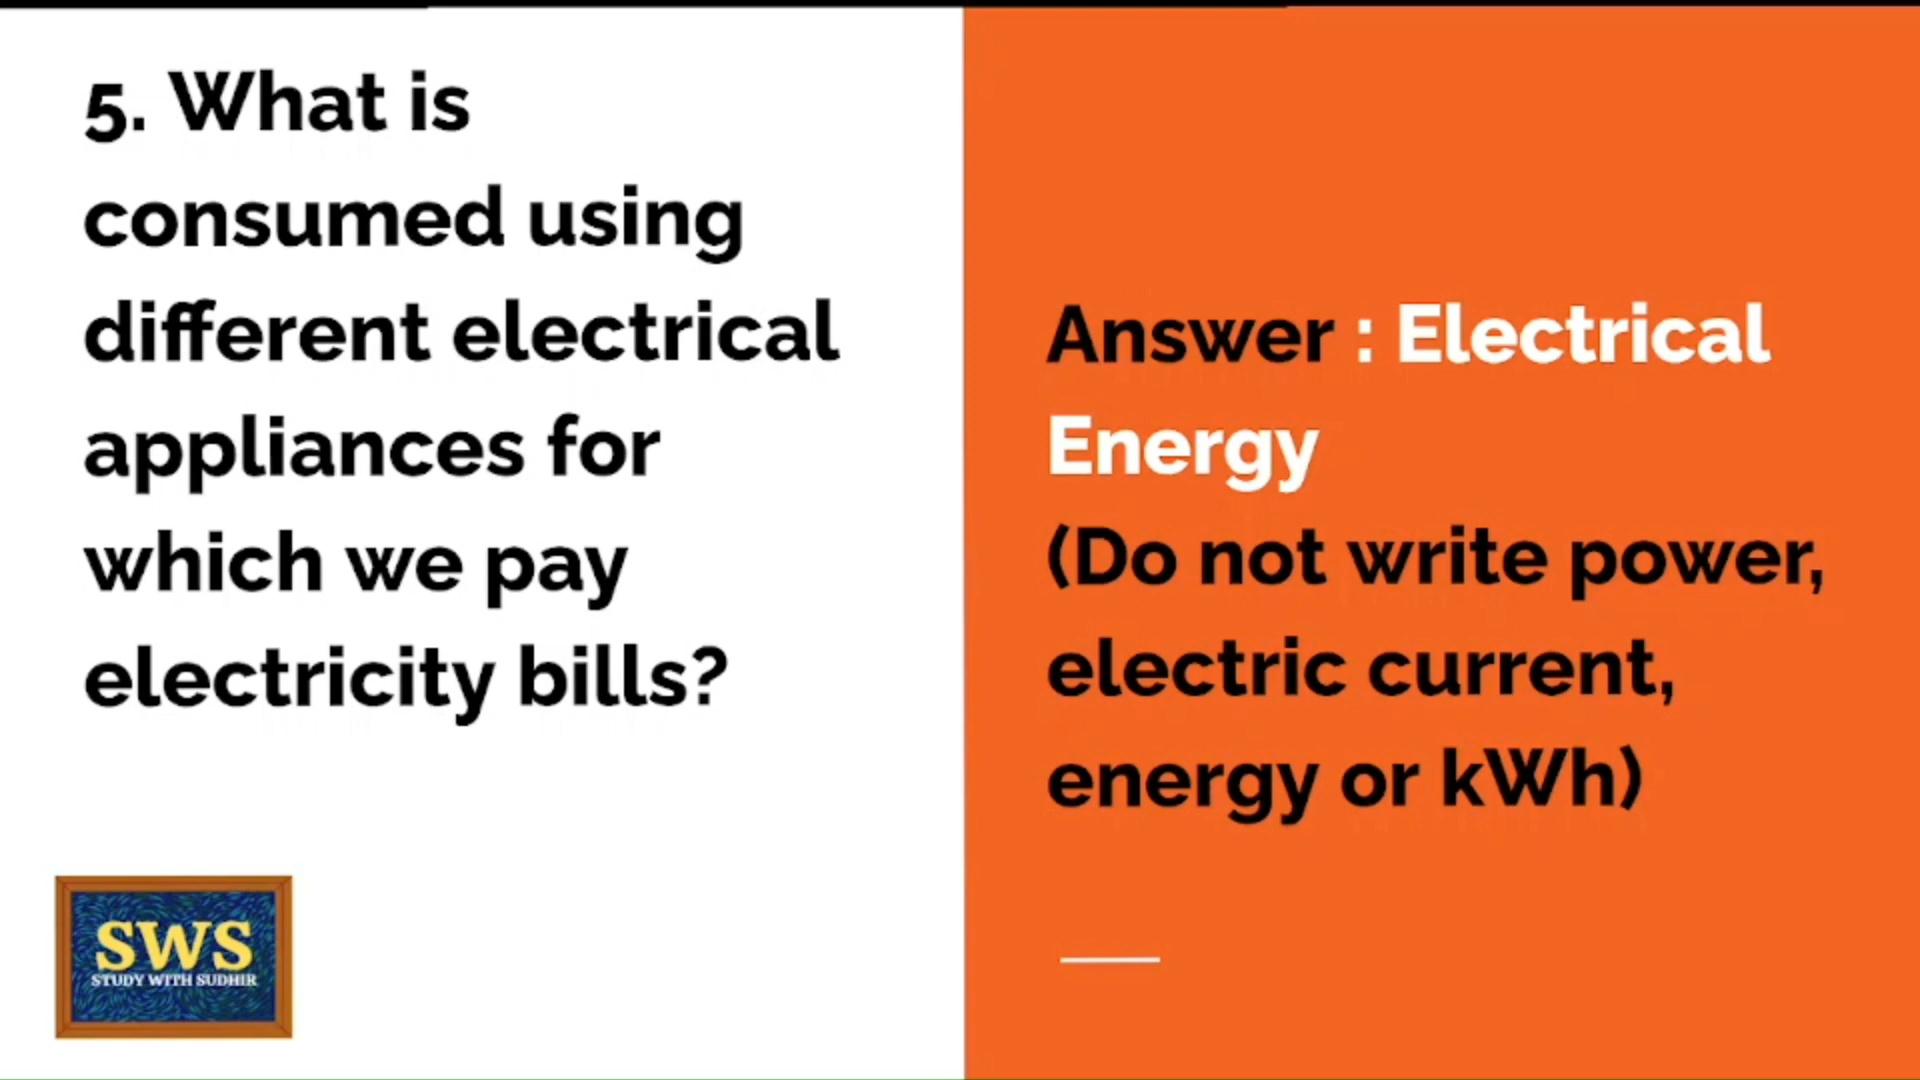 5. What is
consumed using
different electrical
appliances for
which we pay
electricity bills?
Answer : Electrical
Energy
(Do not write power,
electric current,
energy or kWh)
SWS
STUDY WITH SUDHIR